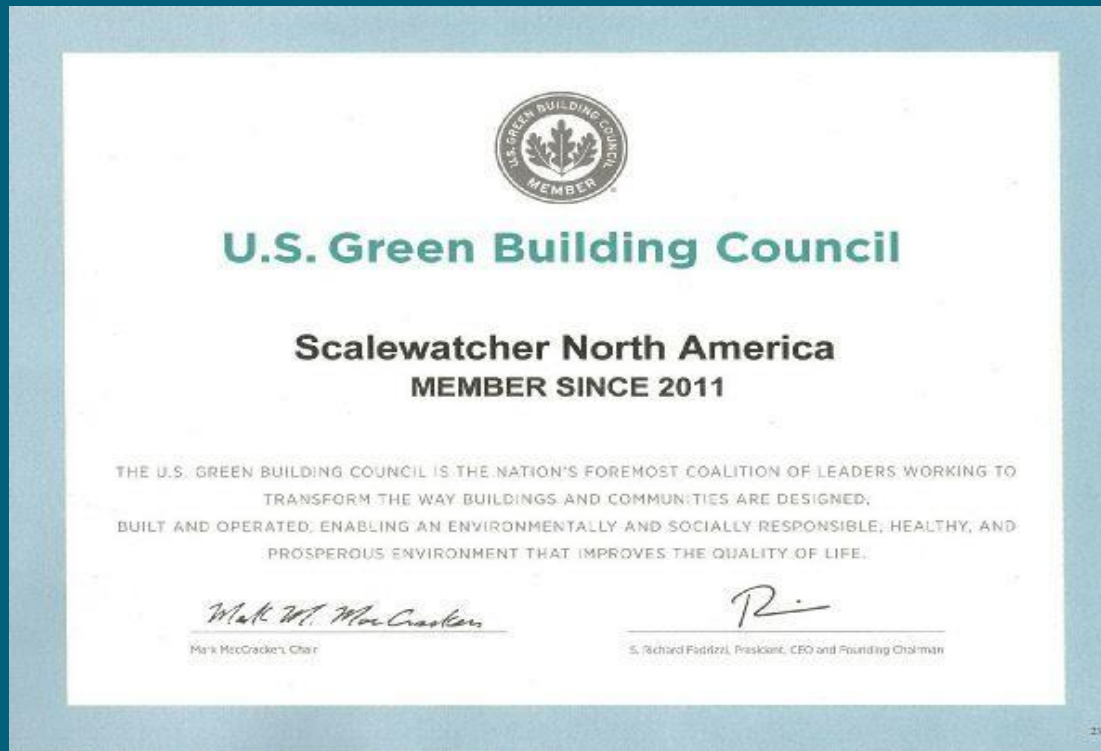 U.S. GREEN BUILDING COUNCIL
MEMBER
U.S. Green Building Council
Scalewatcher North America
MEMBER SINCE 2011
THE U.S. GREEN BUILDING COUNCIL IS THE NATION'S FOREMOST COALITION OF LEADERS WORKING TO
TRANSFORM THE WAY BUILDINGS AND COMMUNITIES ARE DESIGNED,
BUILT AND OPERATED, ENABLING AN ENVIRONMENTALLY AND SOCIALLY RESPONSIBLE, HEALTHY, AND
PROSPEROUS ENVIRONMENT THAT IMPROVES THE QUALITY OF LIFE.
Mark M. MacCracken
Mark MacCracken, Chair
S. Richard Fedrizzi, President, CEO and Founding Chairman